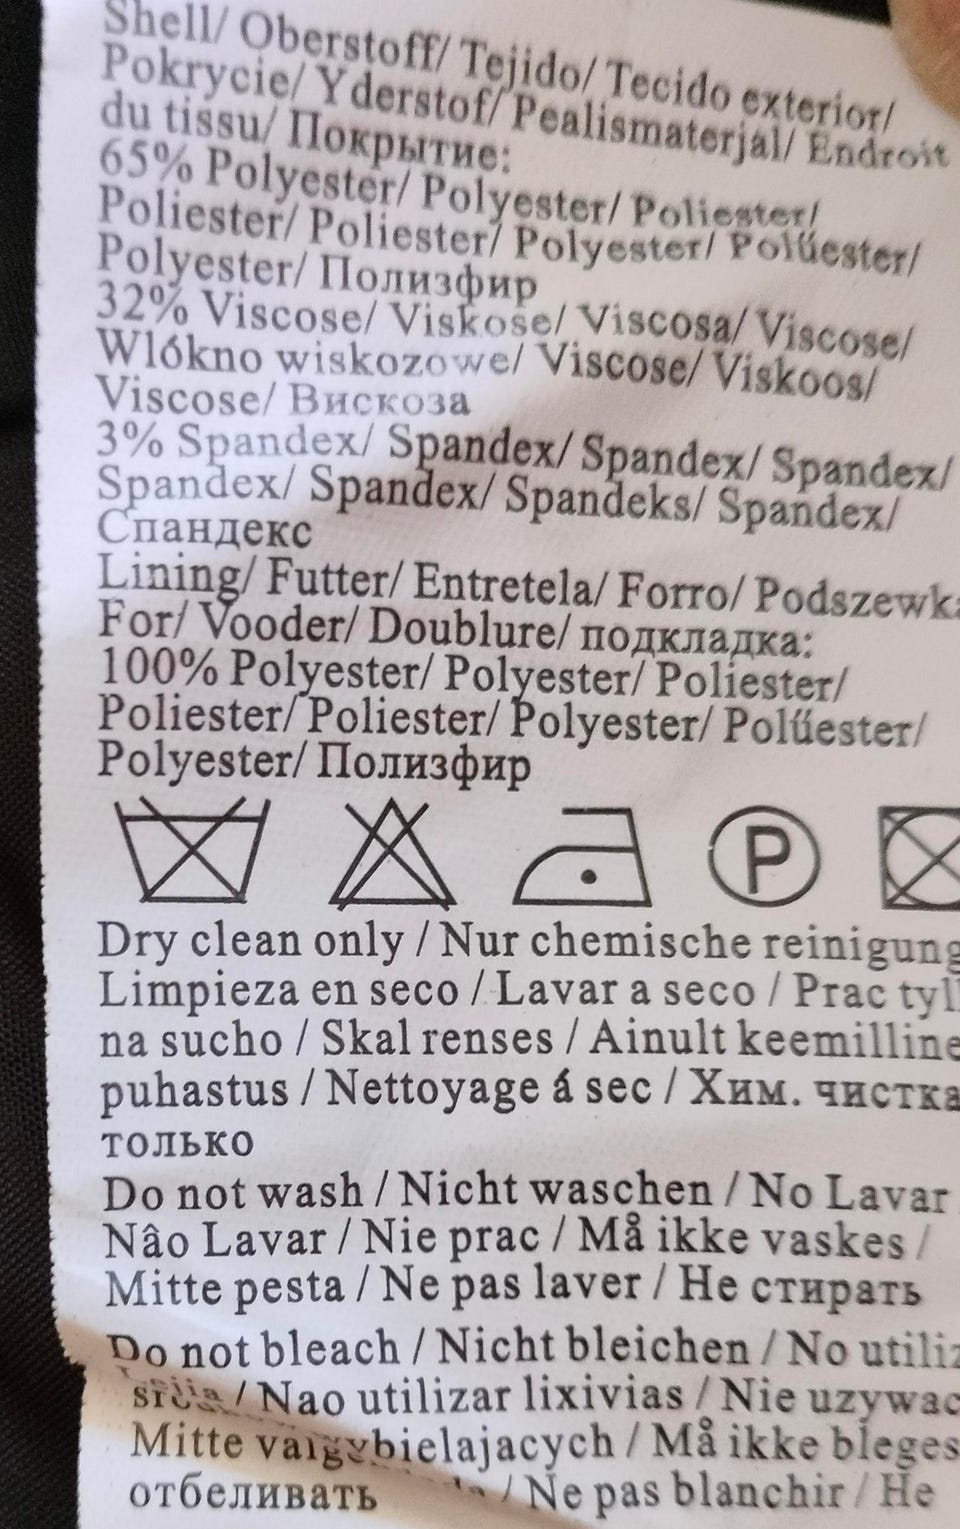 Shell/ Oberstoff/ Tejido/ Tecido exterior/
Pokrycie/ Yderstof/ Pealismaterjal/ Endroit
du tissu/ Покрытие:
65% Polyester/ Polyester/ Poliester/
Poliester/ Poliester/ Polyester/ Polüester/
Polyester/ Полизфир
32% Viscose/ Viskose/ Viscosa/ Viscose/
Wlókno wiskozowe/ Viscose/ Viskoos/
Viscose/ Вискоза
3% Spandex/ Spandex/ Spandex/ Spandex/
Spandex/ Spandex/ Spandeks/ Spandex/
Спандекс
Lining/ Futter/ Entretela/ Forro/ Podszewka
For/ Vooder/ Doublure/ подкладка:
100% Polyester/ Polyester/ Poliester/
Poliester/ Poliester/ Polyester/ Polűester/
Polyester/ Полизфир
P
Dry clean only / Nur chemische reinigung
Limpieza en seco / Lavar a seco / Prac tyl
na sucho / Skal renses / Ainult keemilline
puhastus / Nettoyage á sec / Хим. чистка
только
Do not wash / Nicht waschen / No Lavar
Nâo Lavar / Nie prac / Må ikke vaskes /
Mitte pesta / Ne pas laver / Не стирать
Do not bleach / Nicht bleichen / No utiliz
/ Nao utilizar lixivias / Nie uzywac
Mitte bielajacych / Må ikke bleges
отбеливать / Ne pas blanchir / Не